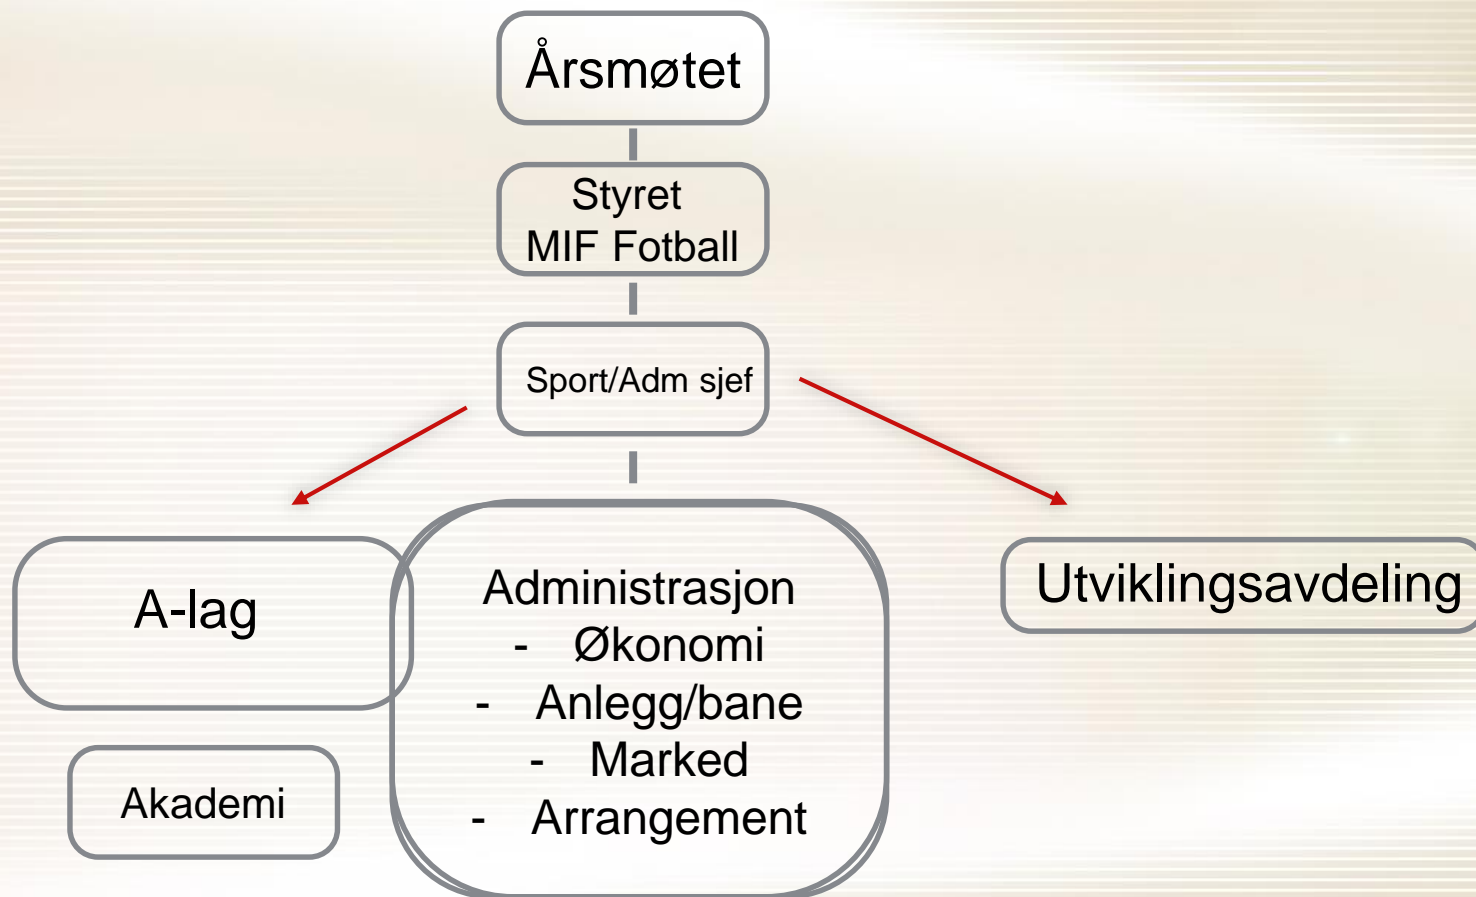 Årsmøtet
Styret
MIF Fotball
Sport/Adm sjef
A-lag
Akademi
Administrasjon
- Økonomi
- Anlegg/bane
- Marked
- Arrangement
Utviklingsavdeling